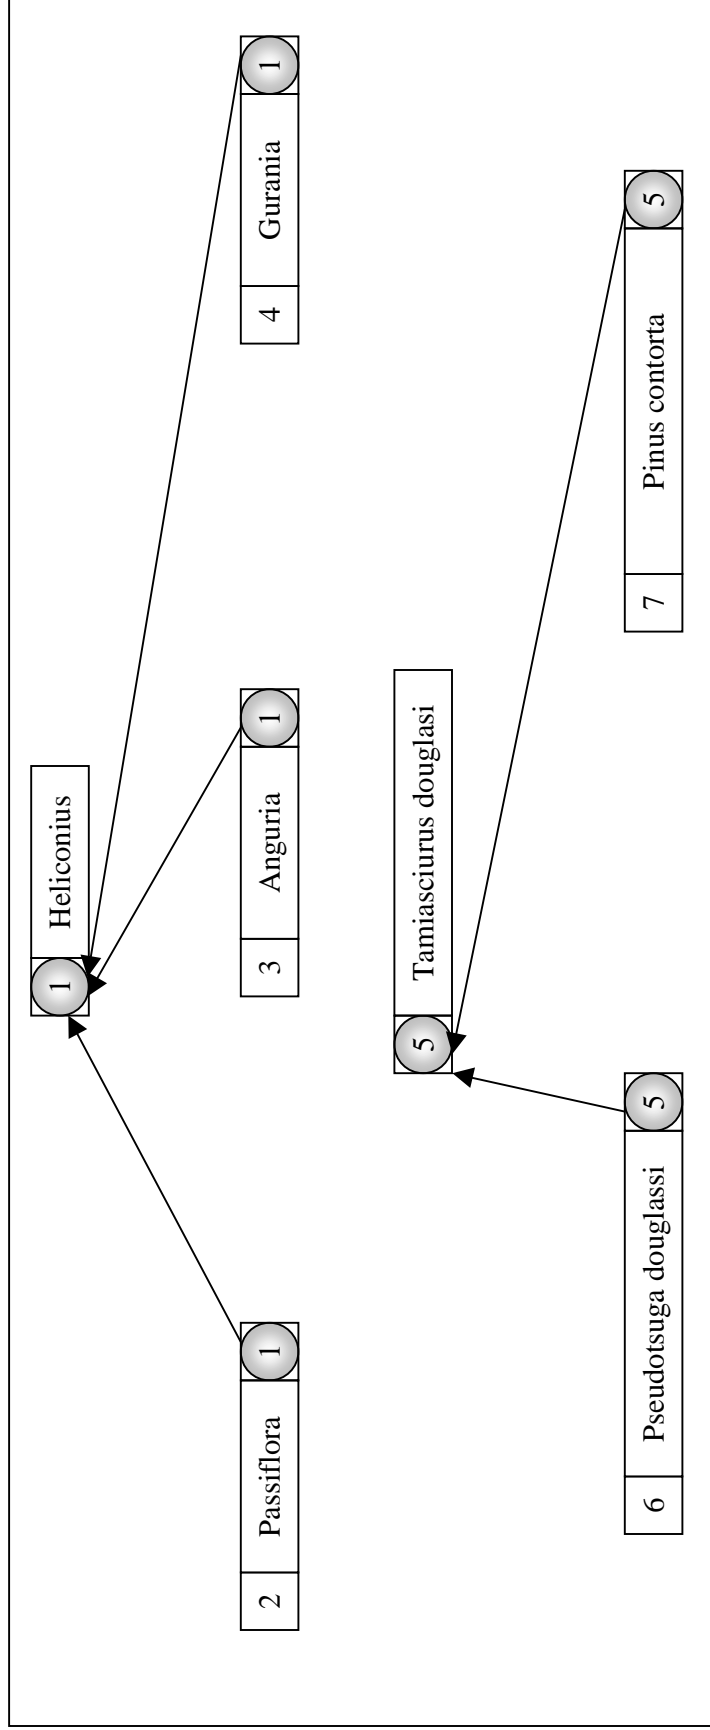 1 Heliconius
2 Passiflora 1
3 Anguria 1
4 Gurania 1
5 Tamiasciurus douglasi
6 Pseudotsuga douglassi 5
7 Pinus contorta 5